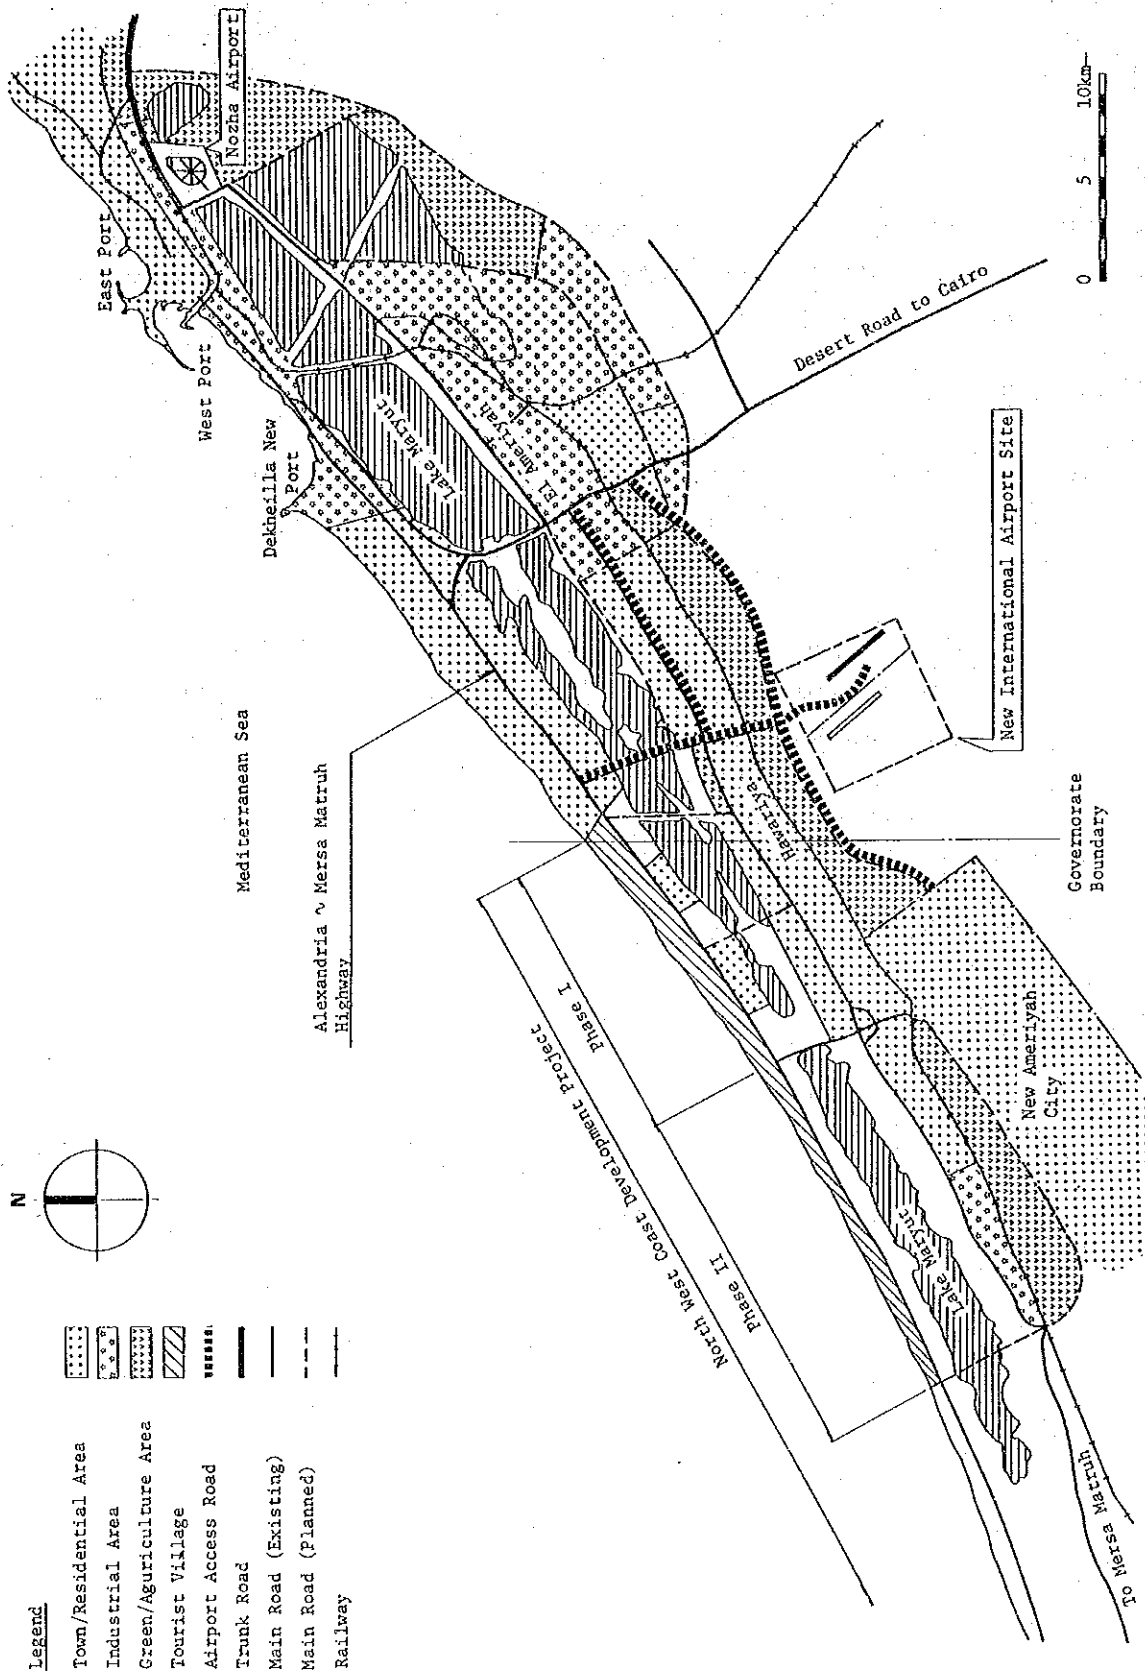 N
Legend
Town/Residential Area
Industrial Area
Green/Aguriculture Area
Tourist Village
Airport Access Road
Trunk Road
Main Road (Existing)
Main Road (Planned)
Railway
Mediterranean Sea
Alexandria ~ Mersa Matruh
Highway
East Port
West Port
Dekheilla New
Port
Nozha Airport
Lake Maryut
El Ameriyah
Desert Road to Cairo
0 5 10km
New International Airport Site
Hawariya
Governorate
Boundary
Phase I
North West Coast Development Project
Phase II
New Ameriyah
City
Lake Maryut
To Mersa Matruh